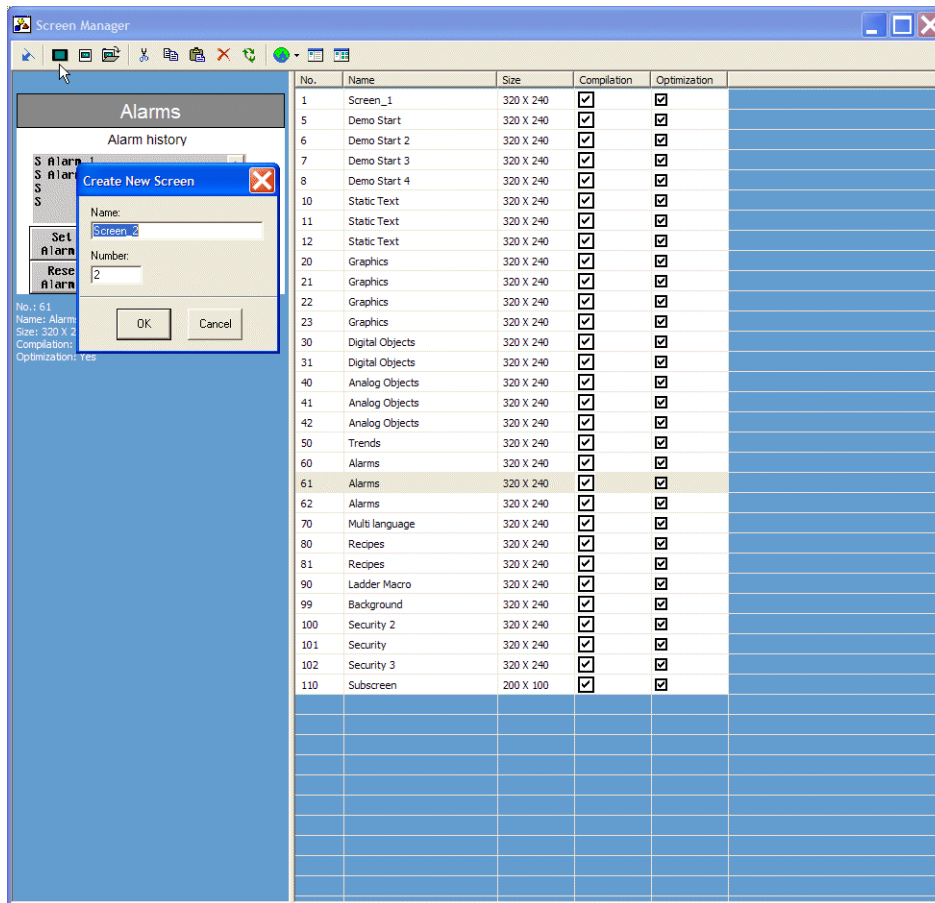 Screen Manager
No. Name Size Compilation Optimization
1 Screen_1 320 X 240
5 Demo Start 320 X 240
6 Demo Start 2 320 X 240
7 Demo Start 3 320 X 240
8 Demo Start 4 320 X 240
10 Static Text 320 X 240
11 Static Text 320 X 240
12 Static Text 320 X 240
20 Graphics 320 X 240
21 Graphics 320 X 240
22 Graphics 320 X 240
23 Graphics 320 X 240
30 Digital Objects 320 X 240
31 Digital Objects 320 X 240
40 Analog Objects 320 X 240
41 Analog Objects 320 X 240
42 Analog Objects 320 X 240
50 Trends 320 X 240
60 Alarms 320 X 240
61 Alarms 320 X 240
62 Alarms 320 X 240
70 Multi language 320 X 240
80 Recipes 320 X 240
81 Recipes 320 X 240
90 Ladder Macro 320 X 240
99 Background 320 X 240
100 Security 2 320 X 240
101 Security 320 X 240
102 Security 3 320 X 240
110 Subscreen 200 X 100
Alarms
Alarm history
S Alarm 1
S Alar
S
S
Set
Alarm
Rese
Alarm
Create New Screen
Name:
Screen_2
Number:
2
OK Cancel
No.: 61
Name: Alarms
Size: 320 X 2
Compilation:
Optimization: Yes